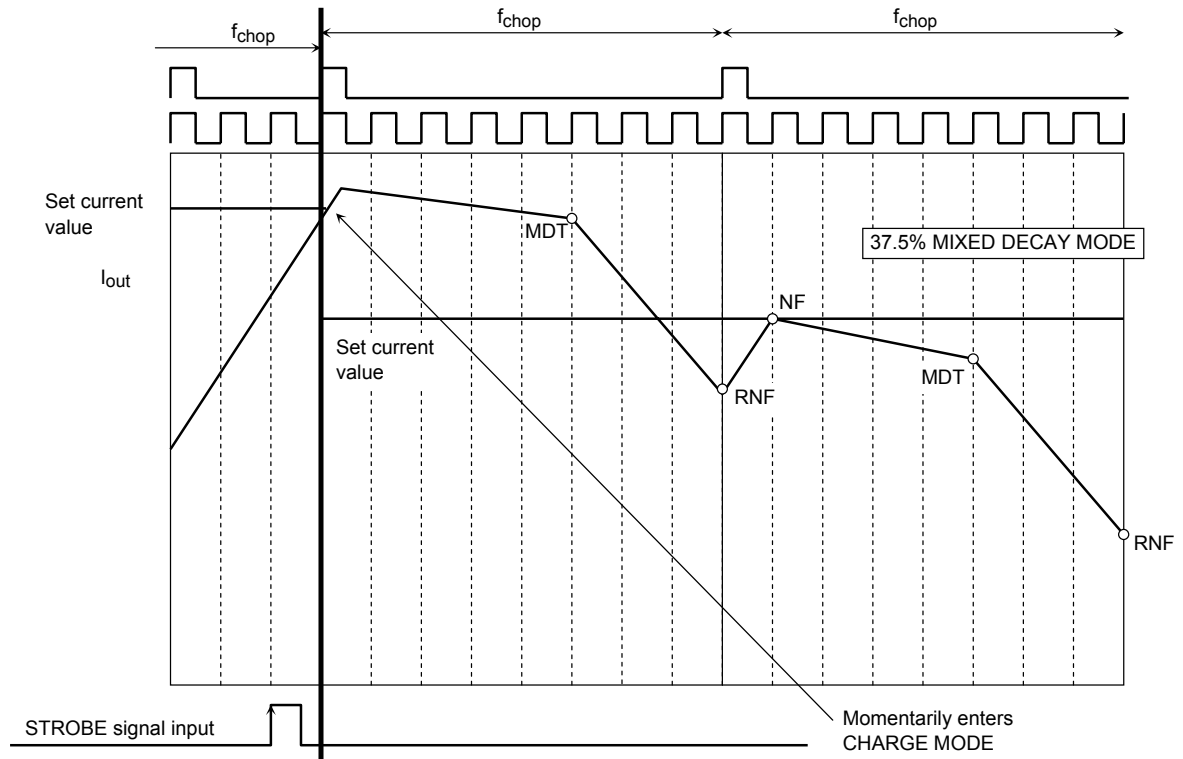 fchop
fchop
fchop
Set current
value
MDT
37.5% MIXED DECAY MODE
Iout
NF
Set current
value
MDT
RNF
RNF
STROBE signal input
Momentarily enters
CHARGE MODE